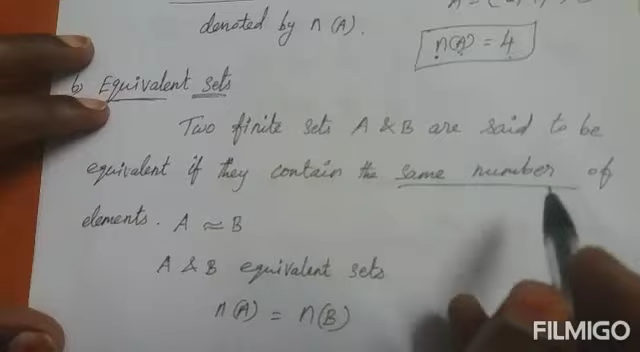 denoted by n(A).
n(A) = 4
b) Equivalent sets
Two finite sets A & B are said to be
equivalent if they contain the same number of
elements. A ≈ B
A & B equivalent sets
n(A) = n(B)
FILMIGO